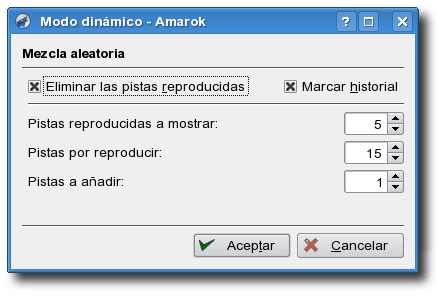 Modo dinámico - Amarok
Mezcla aleatoria
Eliminar las pistas reproducidas Marcar historial
Pistas reproducidas a mostrar: 5
Pistas por reproducir: 15
Pistas a añadir: 1
Aceptar Cancelar